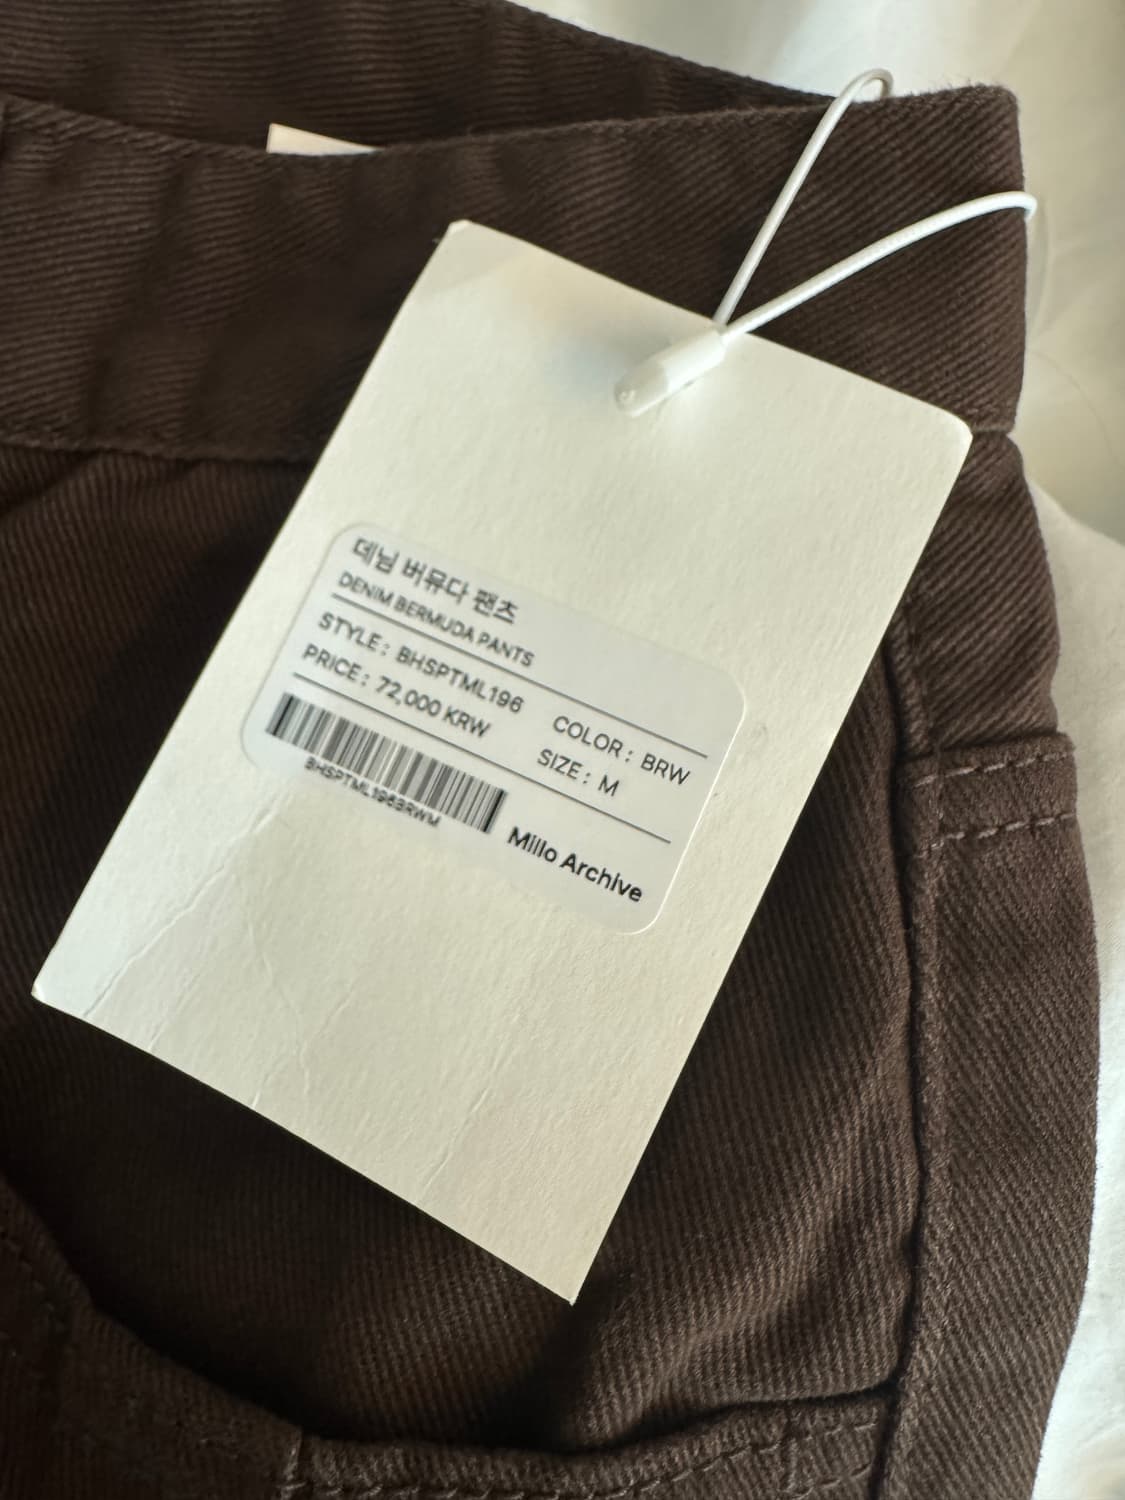 데님 버뮤다 팬츠
DENIM BERMUDA PANTS
STYLE : BHSPTML196 COLOR : BRW
PRICE : 72,000 KRW SIZE : M
BHSPTML196BRWM
Millo Archive